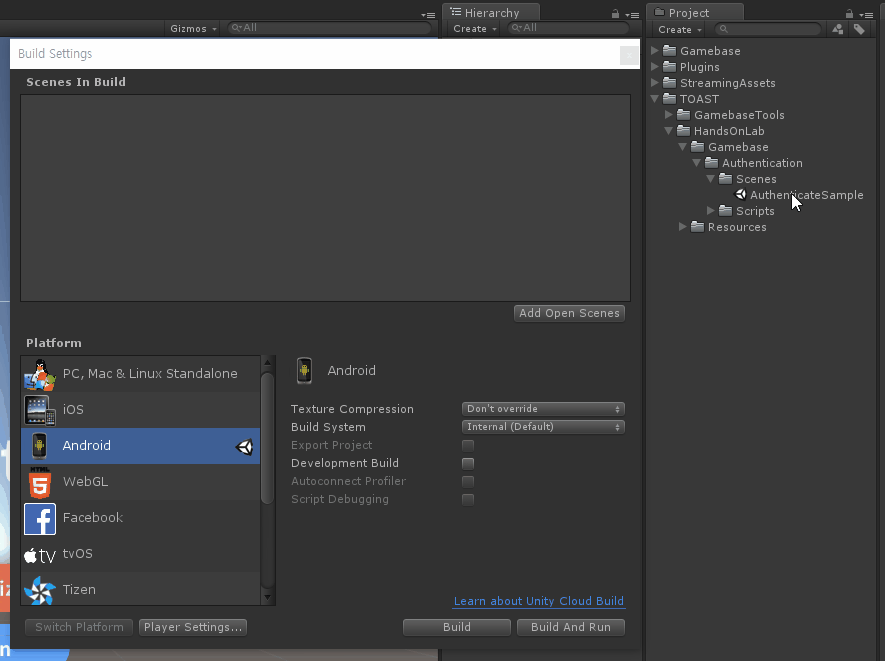 Hierarchy
Project
Gizmos
All
Create
All
Create
Build Settings
Scenes In Build
Add Open Scenes
Platform
PC, Mac & Linux Standalone
iOS
Android
WebGL
Facebook
tvOS
Tizen
Android
Texture Compression
Don't override
Build System
Internal (Default)
Export Project
Development Build
Autoconnect Profiler
Script Debugging
Learn about Unity Cloud Build
Switch Platform
Player Settings...
Build
Build And Run
Gamebase
Plugins
StreamingAssets
TOAST
GamebaseTools
HandsOnLab
Gamebase
Authentication
Scenes
AuthenticateSample
Scripts
Resources